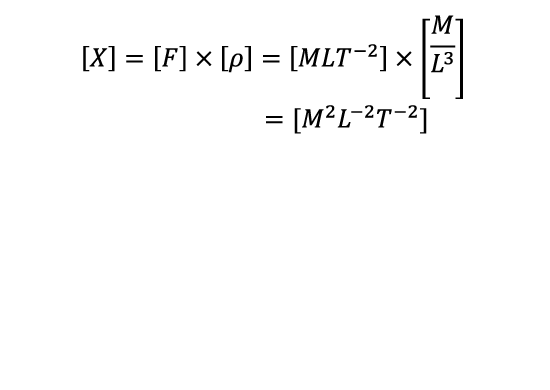 [X] = [F] × [ρ] = [MLT⁻²] × [M/L³]
= [M²L⁻²T⁻²]